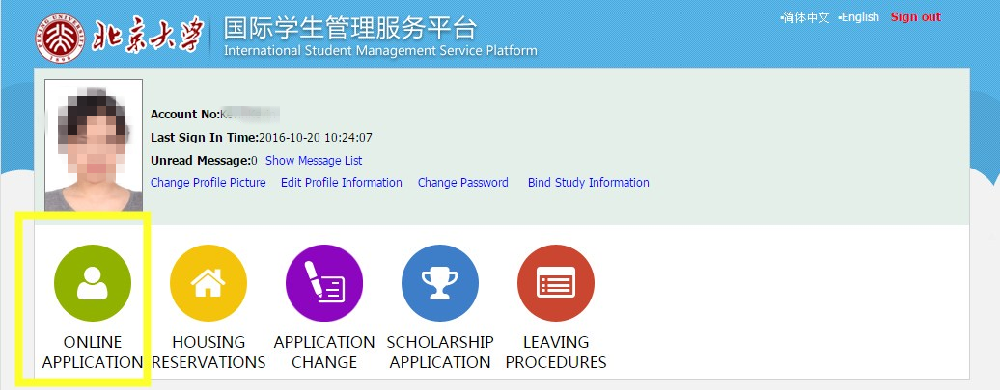 PEKING UNIVERSITY
1898
北京大学
国际学生管理服务平台
International Student Management Service Platform
•简体中文 •English Sign out
Account No:
Last Sign In Time:2016-10-20 10:24:07
Unread Message:0 Show Message List
Change Profile Picture Edit Profile Information Change Password Bind Study Information
ONLINE
APPLICATION
HOUSING
RESERVATIONS
APPLICATION
CHANGE
SCHOLARSHIP
APPLICATION
LEAVING
PROCEDURES